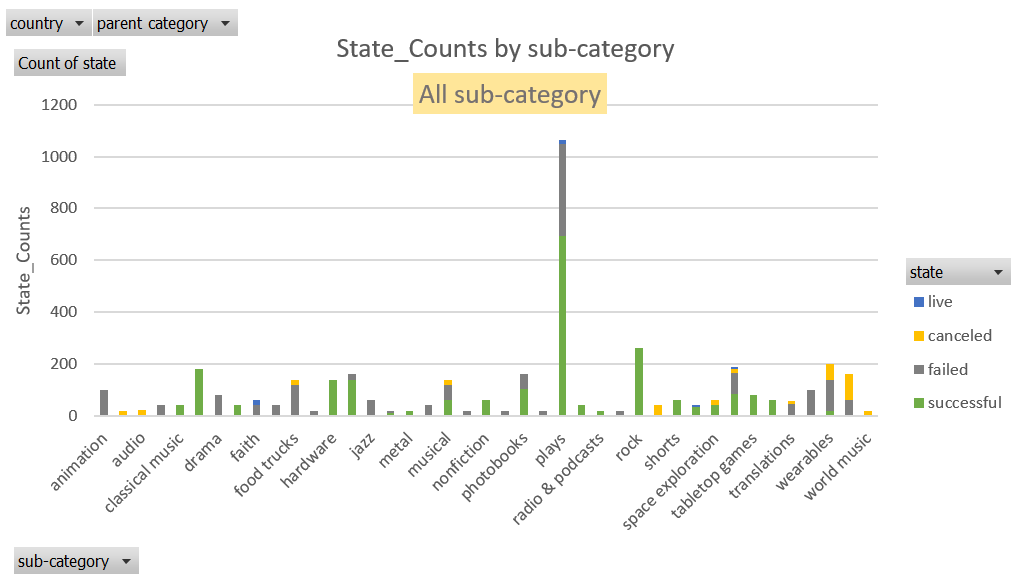 country parent category
State_Counts by sub-category
Count of state
All sub-category
1200
1000
800
600
400
200
0
State_Counts
animation
audio
classical music
drama
faith
food trucks
hardware
jazz
metal
musical
nonfiction
photobooks
plays
radio & podcasts
rock
shorts
space exploration
tabletop games
translations
wearables
world music
state
live
canceled
failed
successful
sub-category